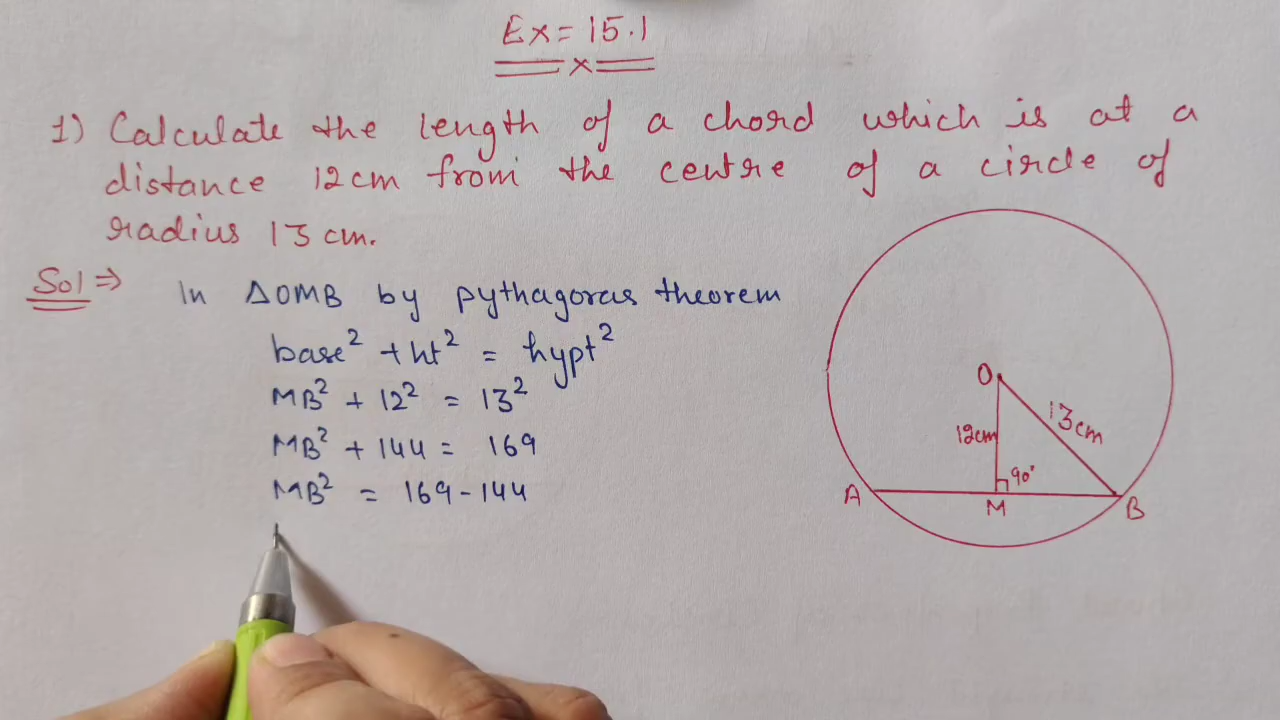 Ex = 15.1
x
1) Calculate the length of a chord which is at a
distance 12cm from the centre of a circle of
radius 13 cm.
Sol ⇒ In ΔOMB by pythagoras theorem
base² + ht² = hypt²
MB² + 12² = 13²
MB² + 144 = 169
MB² = 169 - 144
O
13cm
12cm
90°
A
M
B